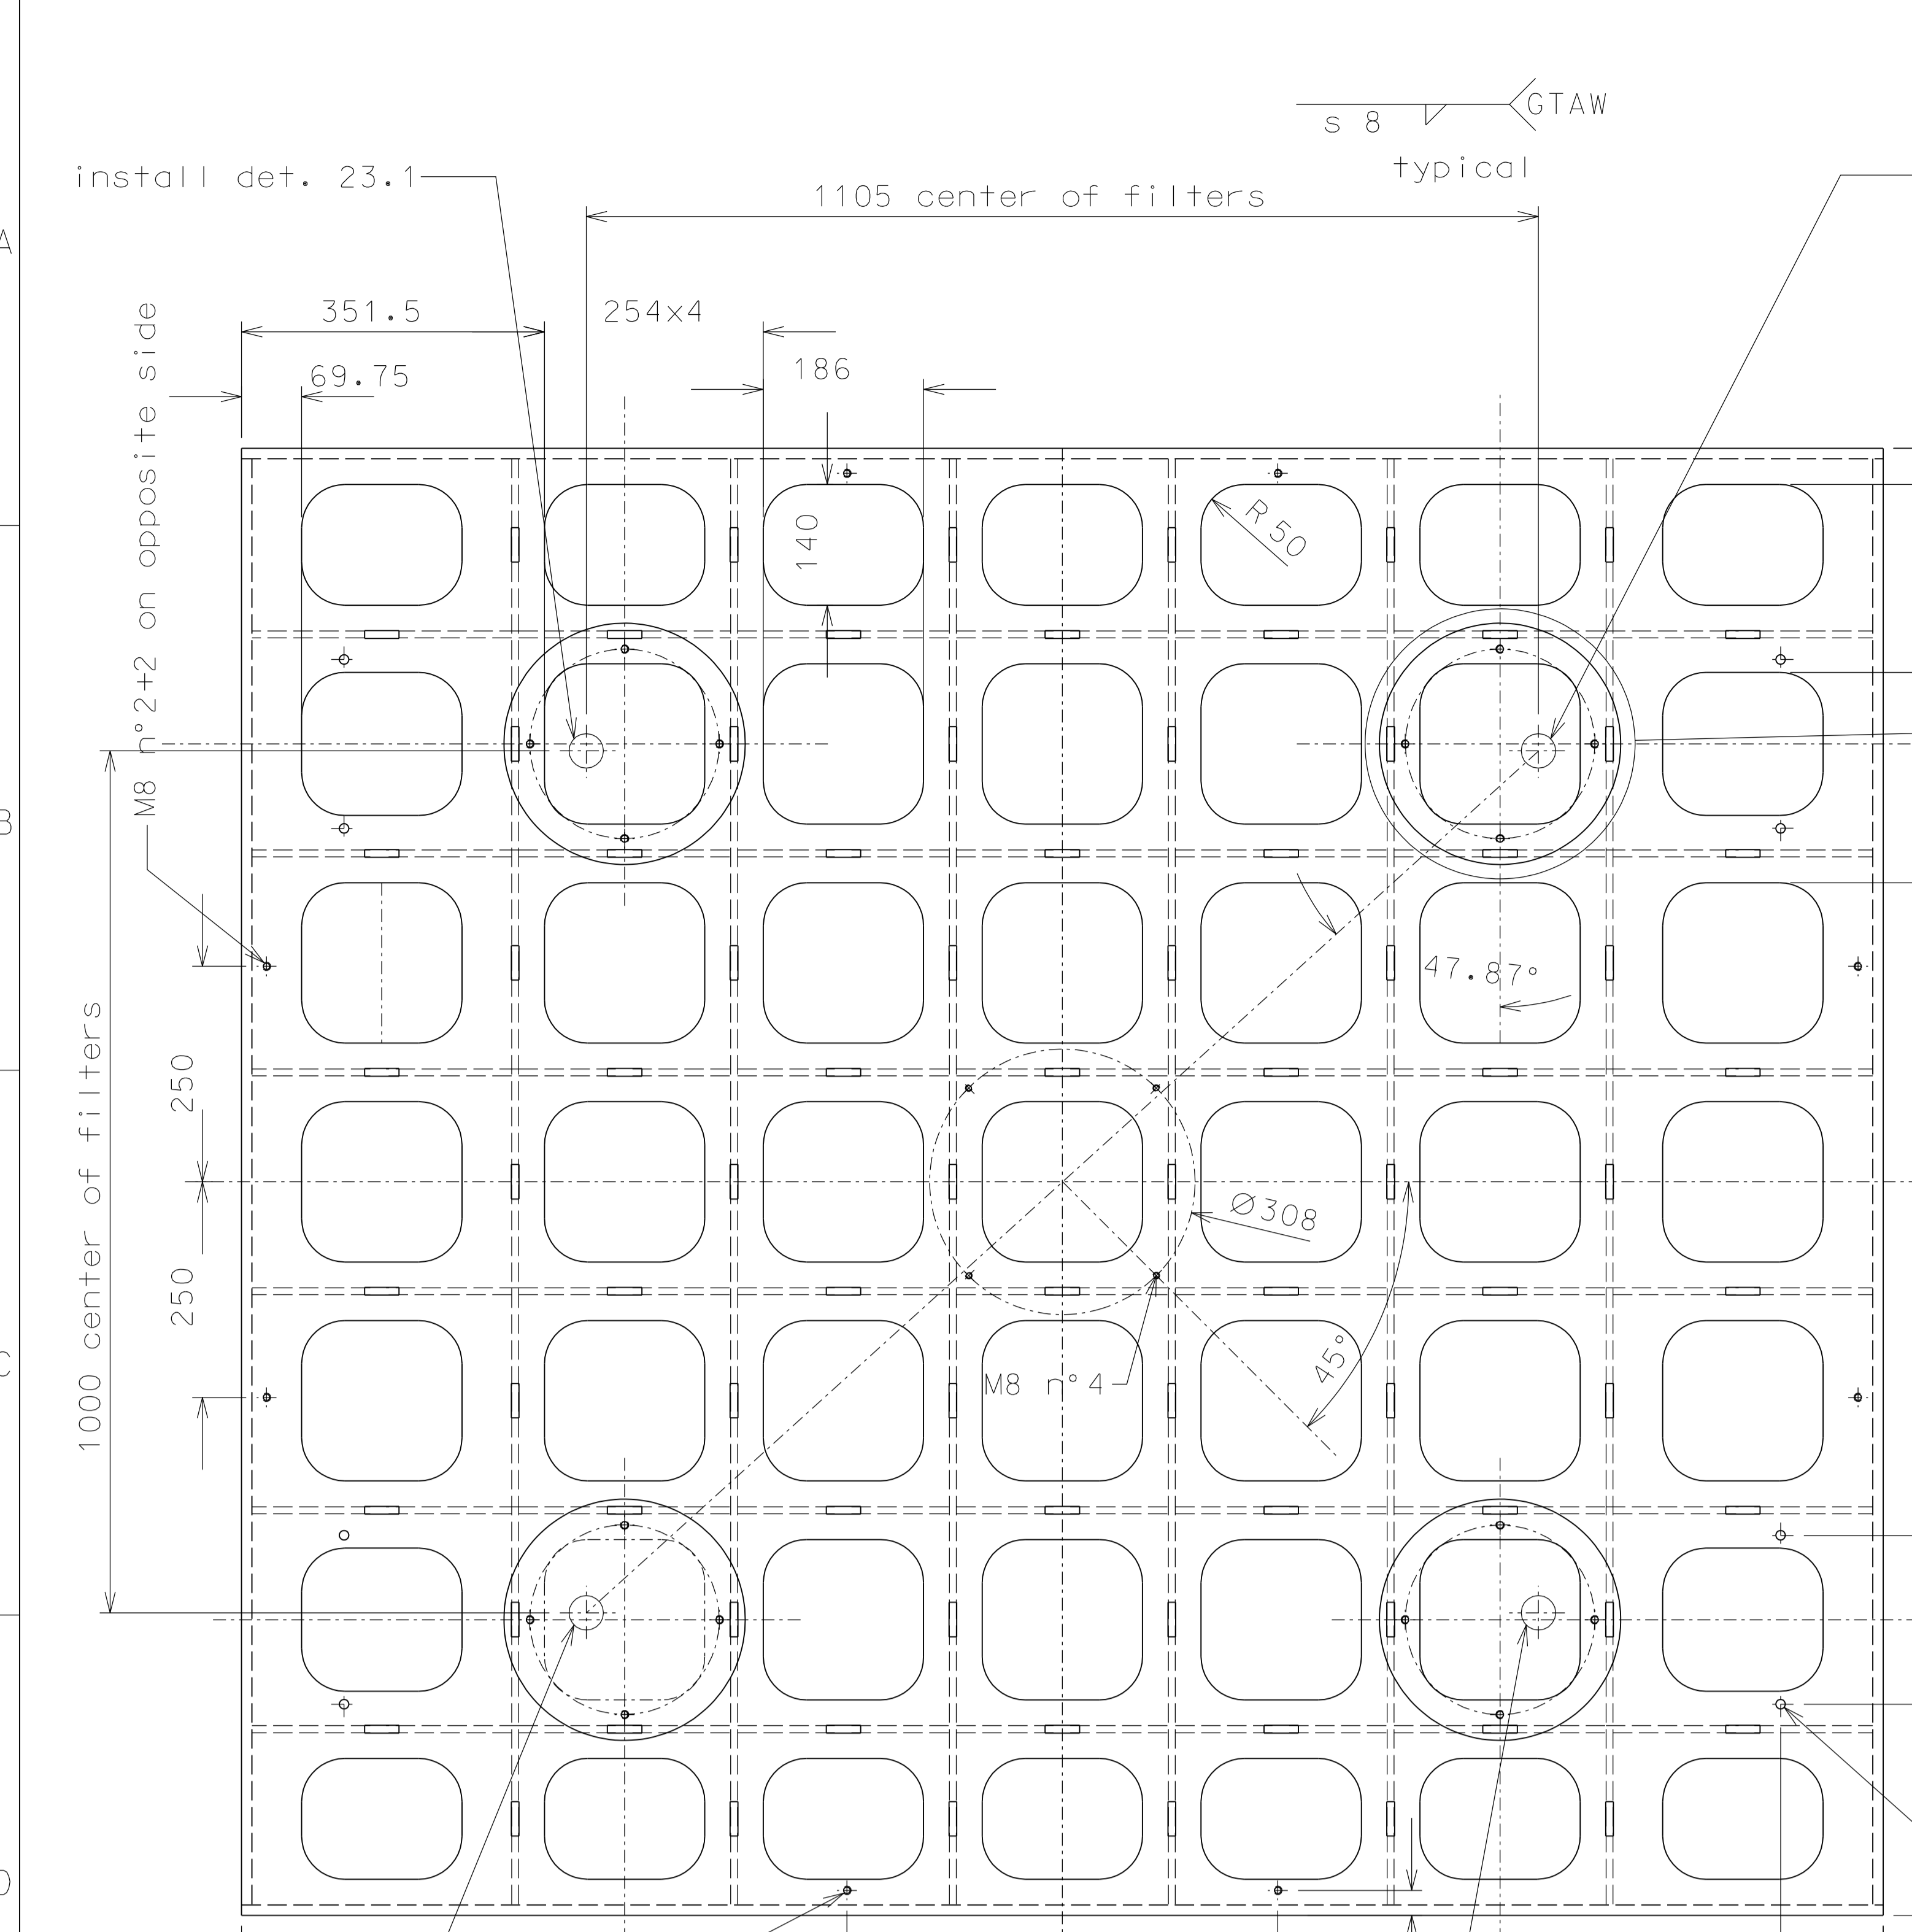 GTAW
s 8
typical
install det. 23.1
1105 center of filters
351.5
254x4
186
69.75
M8 n°2+2 on opposite side
A
R 50
140
B
47.87°
1000 center of filters
250
Ø308
250
45°
M8 n°4
C
D